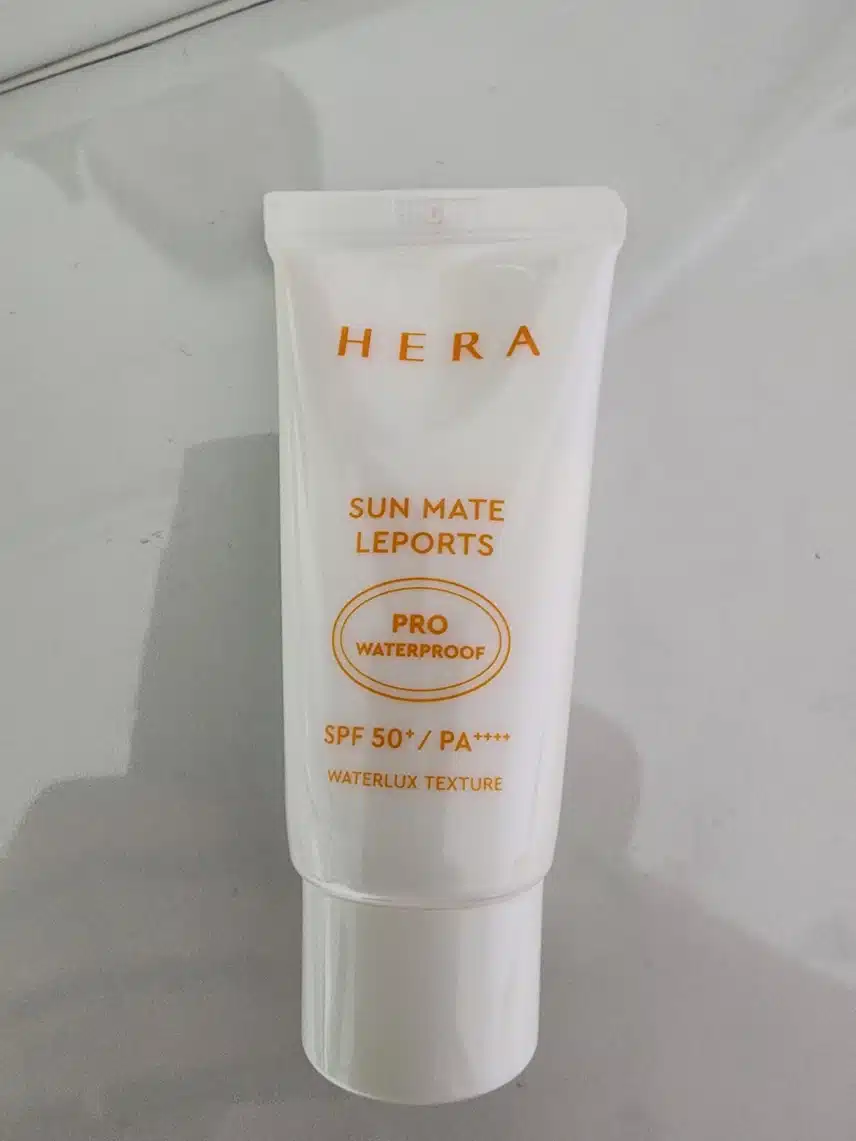 HERA
SUN MATE
LEPORTS
PRO
WATERPROOF
SPF 50+ / PA++++
WATERLUX TEXTURE